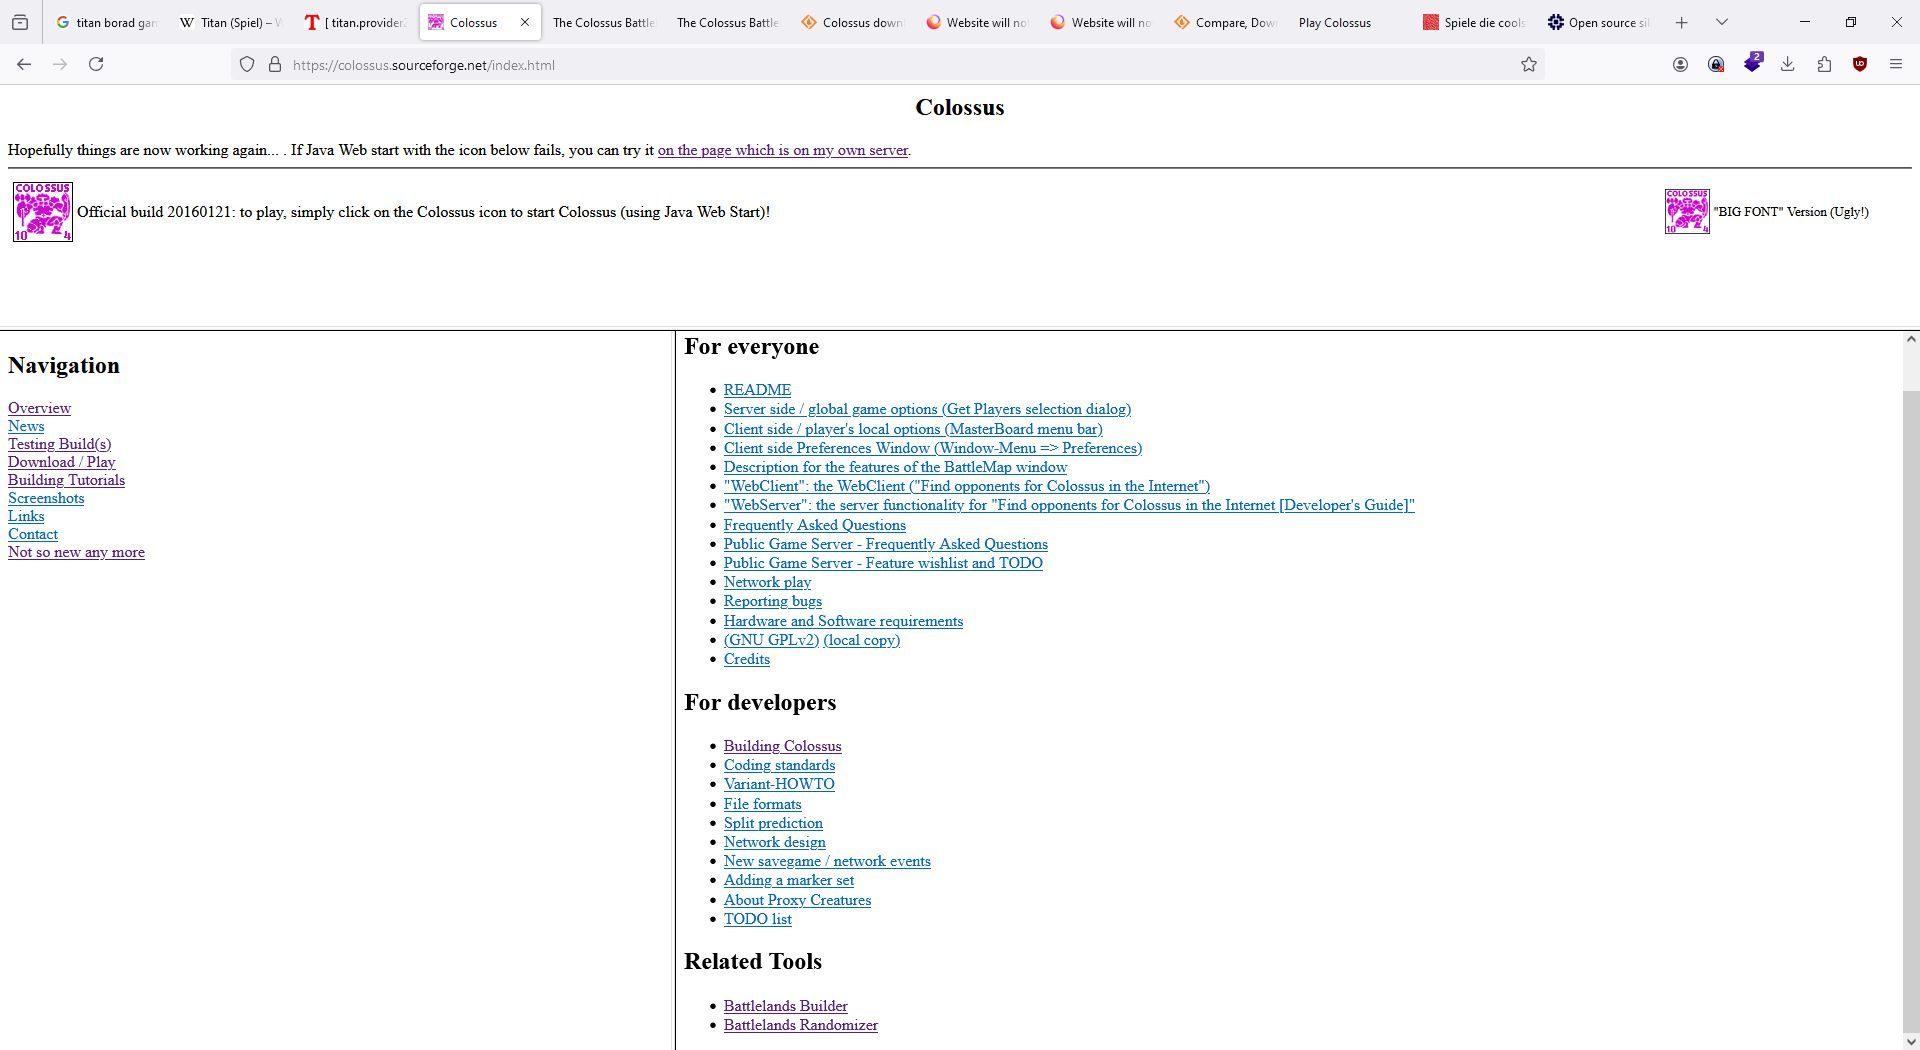 titan borad gan
Titan (Spiel) – W
[ titan.provider.
Colossus
The Colossus Battle
The Colossus Battle
Colossus down
Website will no
Website will no
Compare, Dow
Play Colossus
Spiele die cools
Open source si
https://colossus.sourceforge.net/index.html
2
Colossus
Hopefully things are now working again... . If Java Web start with the icon below fails, you can try it on the page which is on my own server.
COLOSSUS
10 4
Official build 20160121: to play, simply click on the Colossus icon to start Colossus (using Java Web Start)!
COLOSSUS
10 4
"BIG FONT" Version (Ugly!)
Navigation
Overview
News
Testing Build(s)
Download / Play
Building Tutorials
Screenshots
Links
Contact
Not so new any more
For everyone
README
Server side / global game options (Get Players selection dialog)
Client side / player's local options (MasterBoard menu bar)
Client side Preferences Window (Window-Menu => Preferences)
Description for the features of the BattleMap window
"WebClient": the WebClient ("Find opponents for Colossus in the Internet")
"WebServer": the server functionality for "Find opponents for Colossus in the Internet [Developer's Guide]"
Frequently Asked Questions
Public Game Server - Frequently Asked Questions
Public Game Server - Feature wishlist and TODO
Network play
Reporting bugs
Hardware and Software requirements
(GNU GPLv2) (local copy)
Credits
For developers
Building Colossus
Coding standards
Variant-HOWTO
File formats
Split prediction
Network design
New savegame / network events
Adding a marker set
About Proxy Creatures
TODO list
Related Tools
Battlelands Builder
Battlelands Randomizer